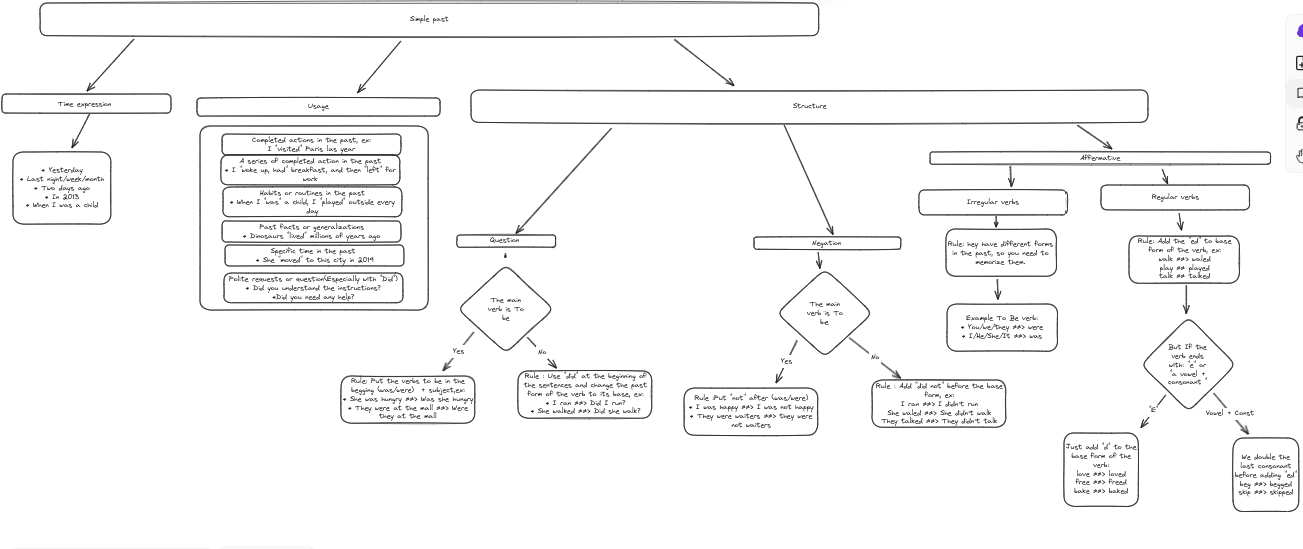 Simple past
Time expression
* Yesterday
* Last night/week/month
* Two days ago
* In 2013
* When I was a child
Usage
Completed actions in the past, ex:
I "visited" Paris las year
A series of completed action in the past
* I "woke up, had" breakfast, and then "left" for
work
Habits or routines in the past
* When I "was" a child, I "played" outside every
day
Past facts or generalizations
* Dinosaurs "lived" millions of years ago
Specific time in the past
* She "moved" to this city in 2019
Polite requests or question(Especially with "Did")
* Did you understand the instructions?
*Did you need any help?
Structure
Question
The main
verb is To
be
Yes
No
Rule: Put the verbs to be in the
begging (was/were) + subject,ex:
* She was hungry ==> Was she hungry
* They were at the mall ==> Were
they at the mall
Rule : Use "did" at the beginning of
the sentences and change the past
form of the verb to its base, ex:
* I ran ==> Did I run?
* She walked ==> Did she walk?
Negation
The main
verb is To
be
Yes
No
Rule :Put "not" after (was/were)
* I was happy ==> I was not happy
* They were waiters ==> they were
not waiters
Rule : Add "did not" before the base
form, ex:
I ran ==> I didn't run
She waled ==> She didn't walk
They talked ==> They didn't talk
Affermative
Irregular verbs
Rule: hey have different forms
in the past, so you need to
memorize them.
Example To Be verb:
* You/we/they ==> were
* I/He/She/It ==> was
Regular verbs
Rule: Add the "ed" to base
form of the verb, ex:
walk ==> waled
play == played
talk == talked
But If the
verb ends
with: "e" or
"a vowel +
consonant "
"E"
Vowel + Const
Just add "d" to the
base form of the
verb:
love ==> loved
free ==> freed
bake ==> baked
We double the
last consonant
before adding "ed"
beg ==> begged
skip ==> skipped